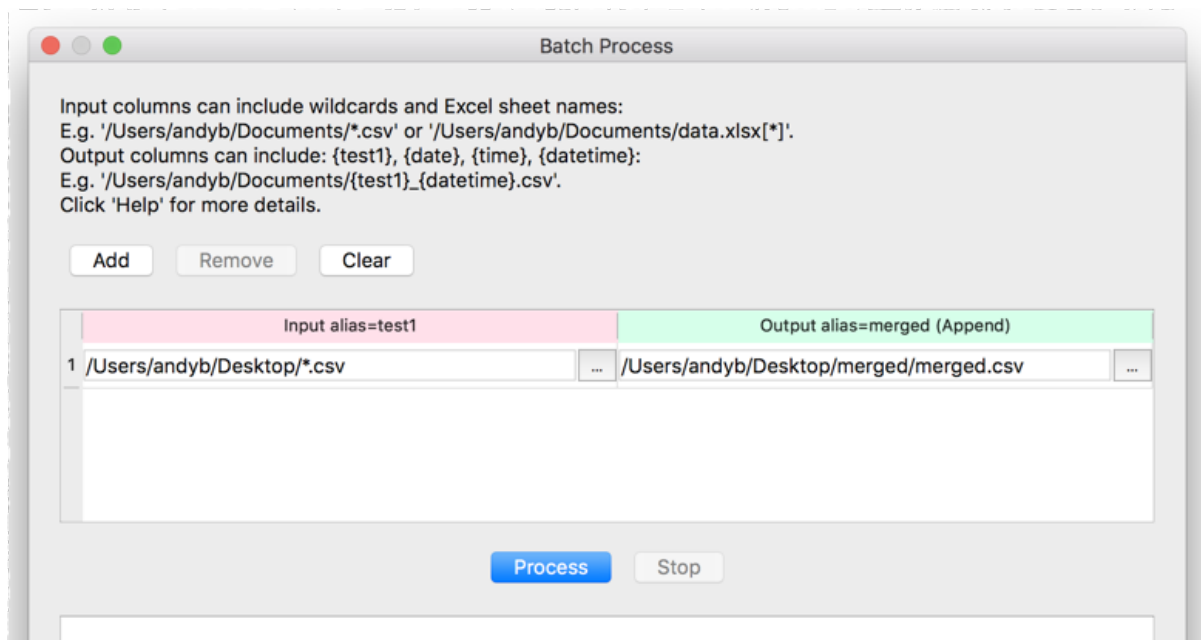 Batch Process
Input columns can include wildcards and Excel sheet names:
E.g. '/Users/andyb/Documents/*.csv' or '/Users/andyb/Documents/data.xlsx[*]'.
Output columns can include: {test1}, {date}, {time}, {datetime}:
E.g. '/Users/andyb/Documents/{test1}_{datetime}.csv'.
Click 'Help' for more details.
Add Remove Clear
Input alias=test1 Output alias=merged (Append)
1 /Users/andyb/Desktop/*.csv ... /Users/andyb/Desktop/merged/merged.csv ...
Process Stop